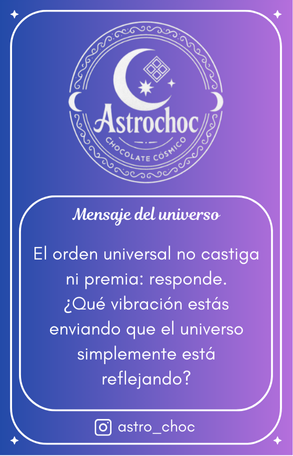 Astrochoc
CHOCOLATE CÓSMICO
Mensaje del universo
El orden universal no castiga
ni premia: responde.
¿Qué vibración estás
enviando que el universo
simplemente está
reflejando?
astro_choc